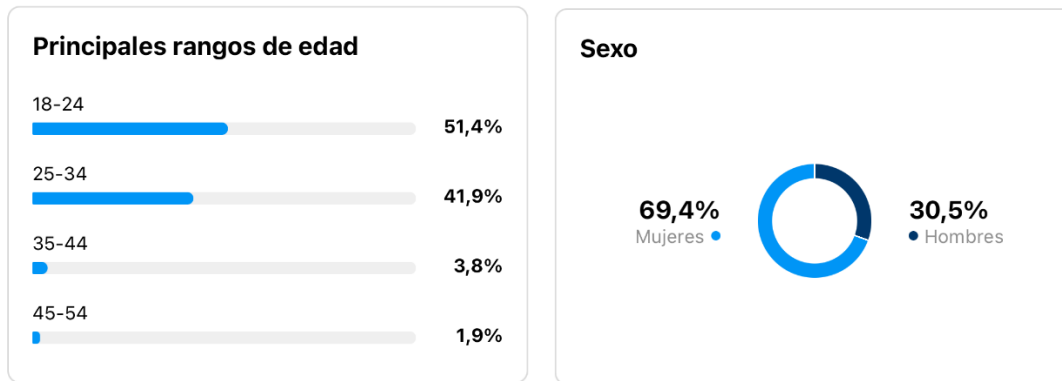 Principales rangos de edad
18-24
51,4%
25-34
41,9%
35-44
3,8%
45-54
1,9%
Sexo
69,4%
Mujeres
30,5%
Hombres